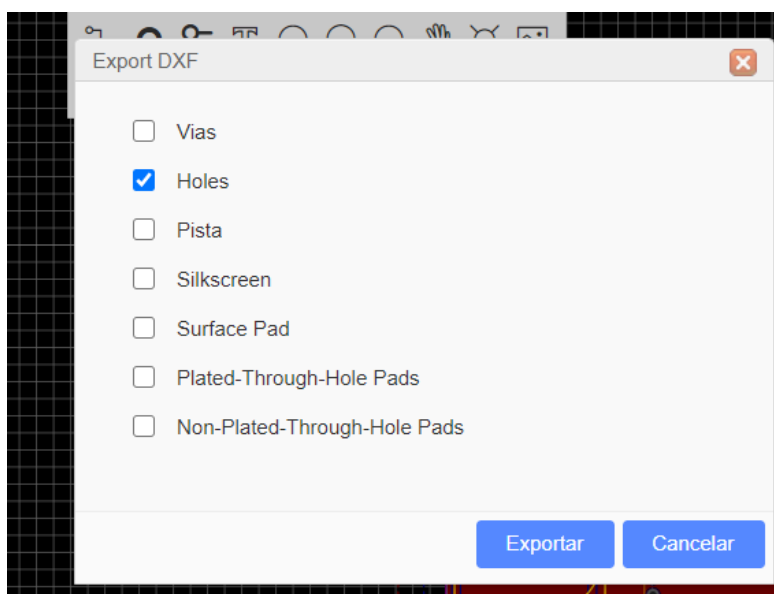 Export DXF
Vias
Holes
Pista
Silkscreen
Surface Pad
Plated-Through-Hole Pads
Non-Plated-Through-Hole Pads
Exportar Cancelar